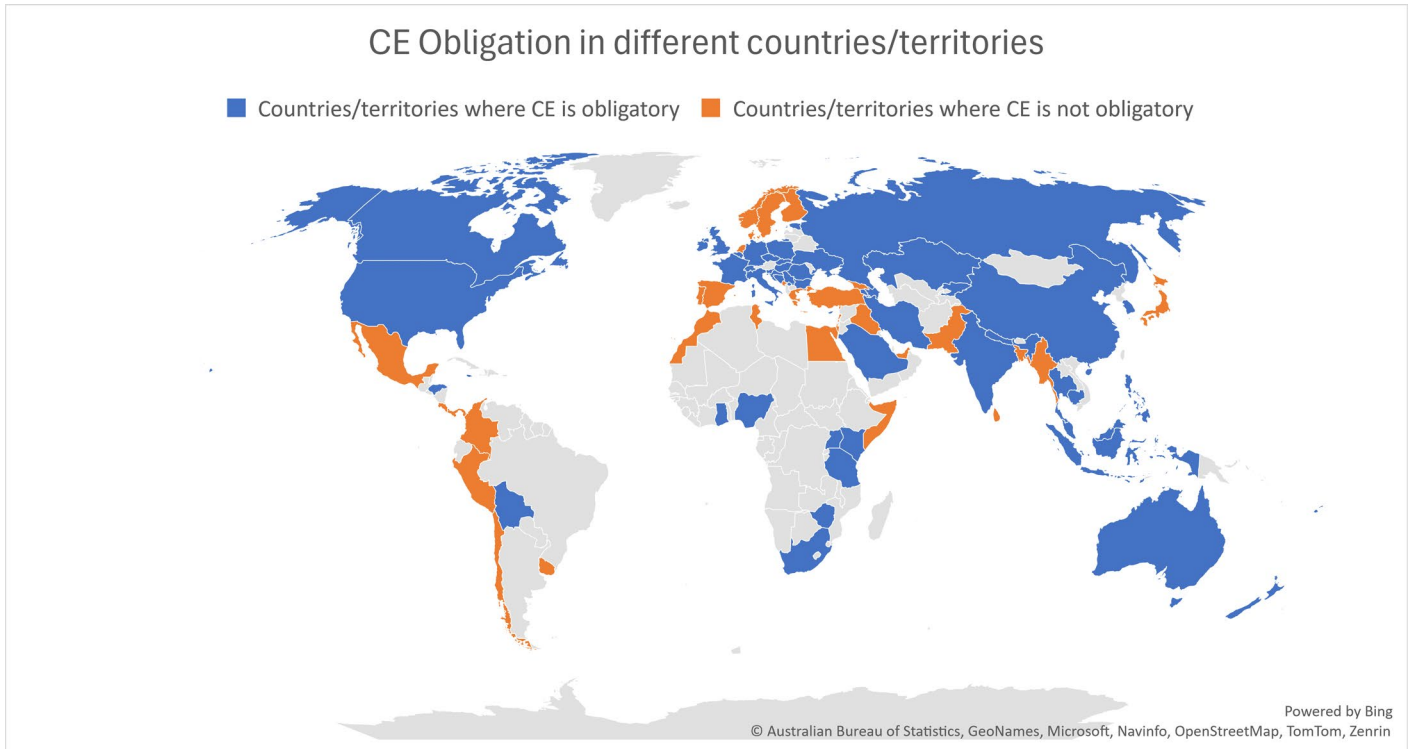 CE Obligation in different countries/territories
Countries/territories where CE is obligatory
Countries/territories where CE is not obligatory
Powered by Bing
© Australian Bureau of Statistics, GeoNames, Microsoft, Navinfo, OpenStreetMap, TomTom, Zenrin